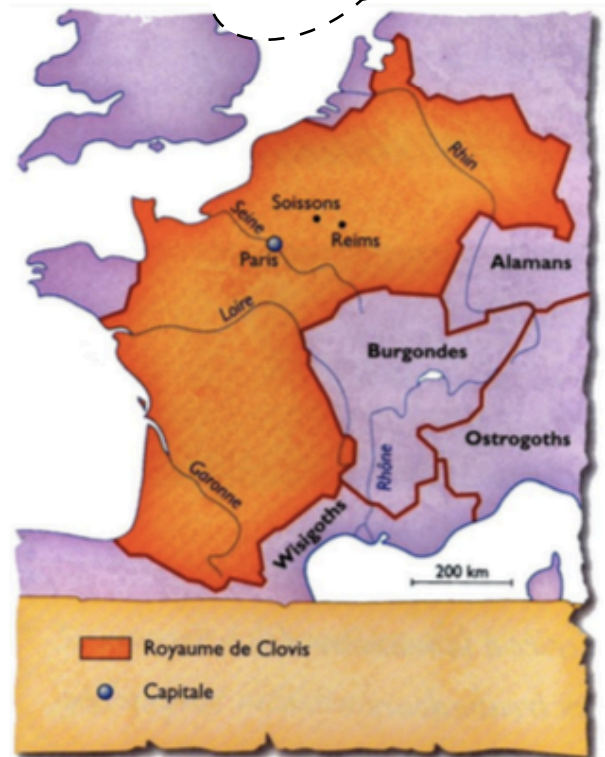 Rhin
Soissons
Seine
Reims
Paris
Alamans
Loire
Burgondes
Ostrogoths
Rhône
Garonne
Wisigoths
200 km
Royaume de Clovis
Capitale